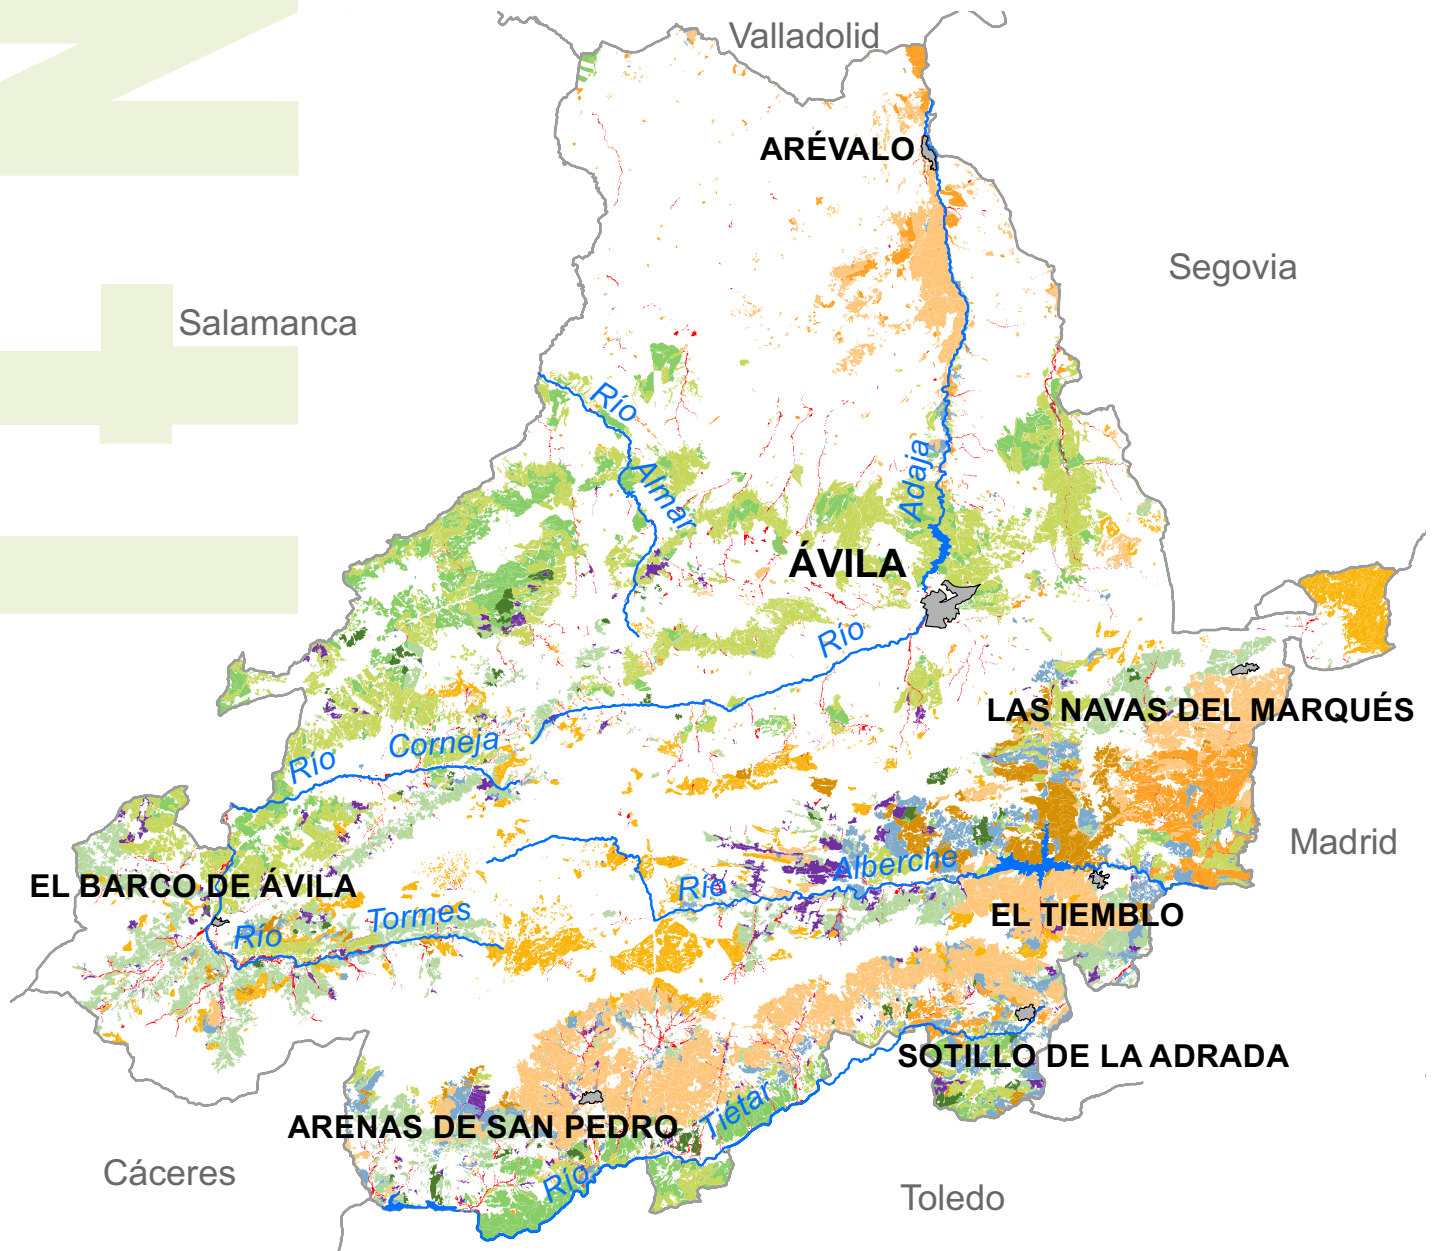 Valladolid
ARÉVALO
Segovia
Salamanca
Río
Almar
Adaja
ÁVILA
Río
LAS NAVAS DEL MARQUÉS
Corneja
Río
Madrid
Alberche
Río
EL BARCO DE ÁVILA
Tormes
Río
EL TIEMBLO
SOTILLO DE LA ADRADA
Tiétar
ARENAS DE SAN PEDRO
Río
Cáceres
Toledo